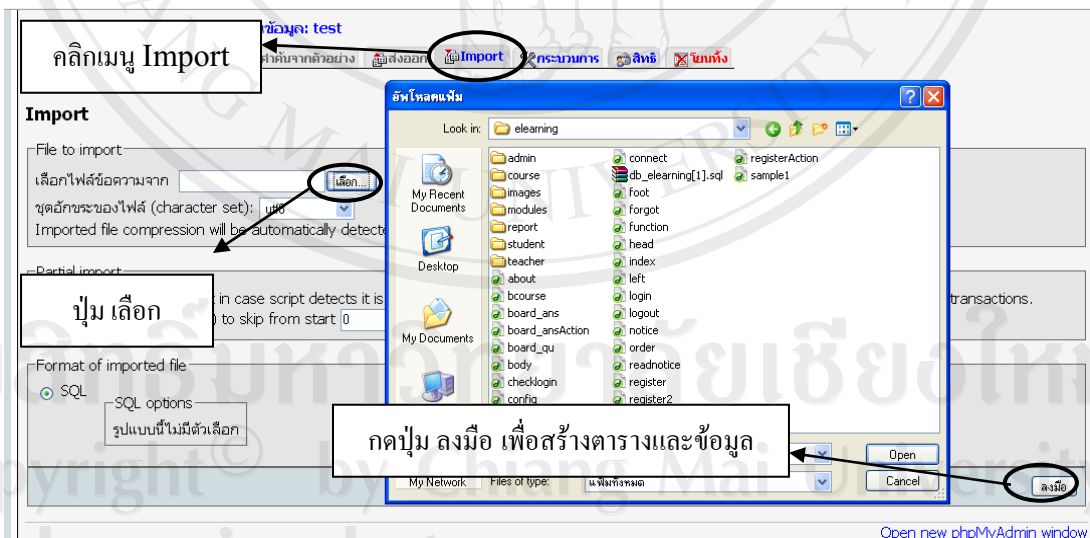 นข้อมูล: test
คลิกเมนู Import
ค้นจากตัวอย่าง ส่งออก Import กระบวนการ สิทธิ โยนทิ้ง
Import
File to import
เลือกไฟล์ข้อความจาก เลือก...
ชุดอักขระของไฟล์ (character set): utf8
Imported file compression will be automatically detecte
Partial import
in case script detects it is
transactions.
ปุ่ม เลือก
to skip from start 0
Format of imported file
SQL
SQL options
รูปแบบนี้ไม่มีตัวเลือก
อัพโหลดแฟ้ม
Look in: elearning
My Recent Documents
Desktop
My Documents
My Network
admin
course
images
modules
report
student
teacher
about
bcourse
board_ans
board_ansAction
board_qu
body
checklogin
config
connect
db_elearning[1].sql
foot
forgot
function
head
index
left
login
logout
notice
order
readnotice
register
register2
registerAction
sample1
กดปุ่ม ลงมือ เพื่อสร้างตารางและข้อมูล
Open
Files of type: แฟ้มทั้งหมด
Cancel
ลงมือ
Open new phpMyAdmin window
ANG MAI UNIVERSITY
pyright © by Chiang Mai University